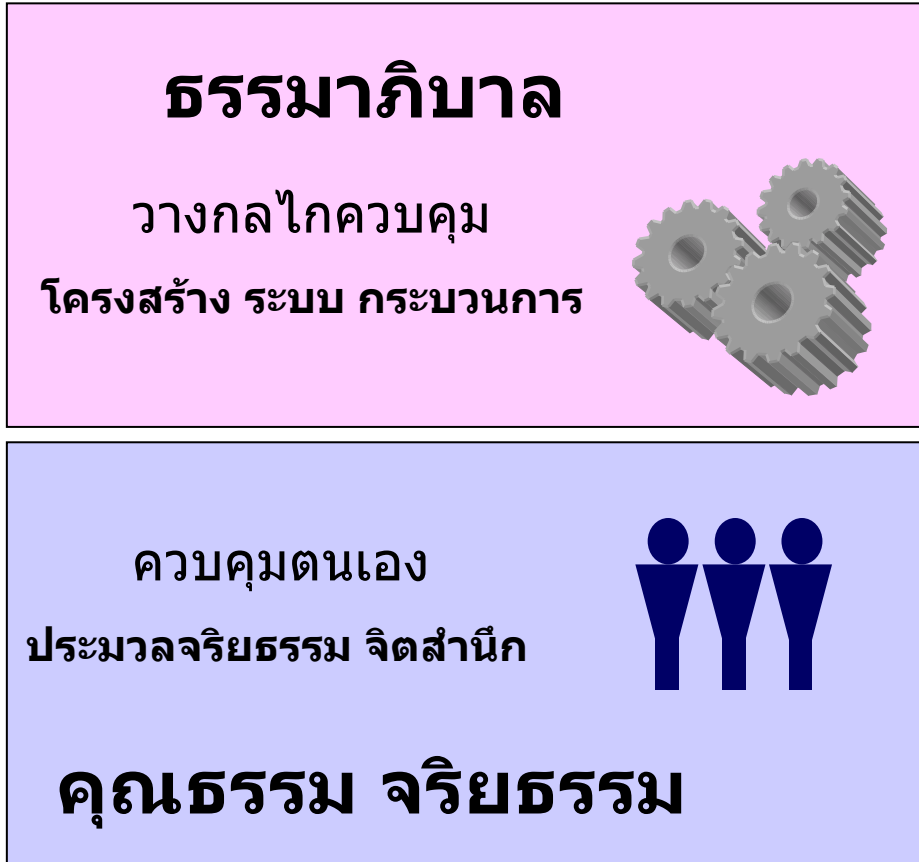 ธรรมาภิบาล
วางกลไกควบคุม
โครงสร้าง ระบบ กระบวนการ
ควบคุมตนเอง
ประมวลจริยธรรม จิตสำนึก
คุณธรรม จริยธรรม